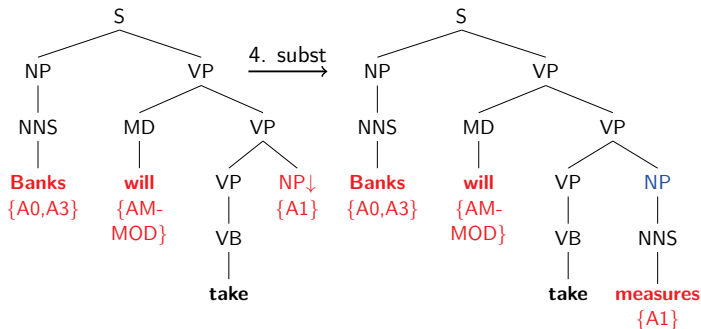 S
NP VP
NNS MD VP
Banks will VP NP↓
{A0,A3} {AM- {A1}
MOD} VB
take
4. subst
S
NP VP
NNS MD VP
Banks will VP NP
{A0,A3} {AM-
MOD} VB NNS
take measures
{A1}